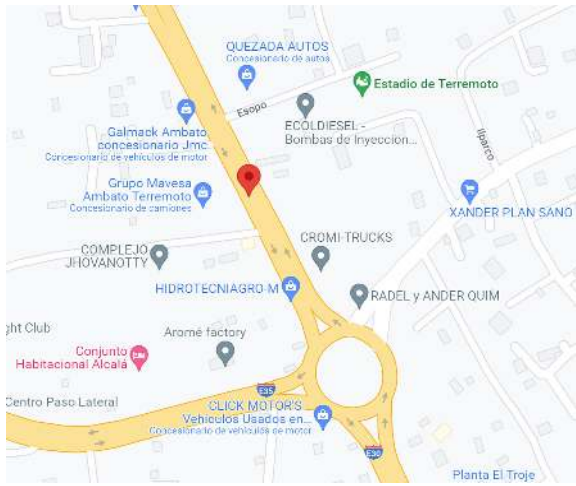 QUEZADA AUTOS
Concesionario de autos
Estadio de Terremoto
Esopo
Ilparco
ECOLDIESEL -
Bombas de Inyección...
Galmack Ambato
concesionario Jmc...
Concesionario de vehículos de motor
Grupo Mavesa
Ambato Terremoto
Concesionario de camiones
XANDER PLAN SANO
COMPLEJO
JHOVANOTTY
CROMI-TRUCKS
HIDROTECNIAGRO-M
RADEL y ANDER QUIM
ght Club
Aromé factory
Conjunto
Habitacional Alcalá
E35
Centro Paso Lateral
CLICK MOTOR'S
Vehículos Usados en...
Concesionario de vehículos de motor
E30
Planta El Troje